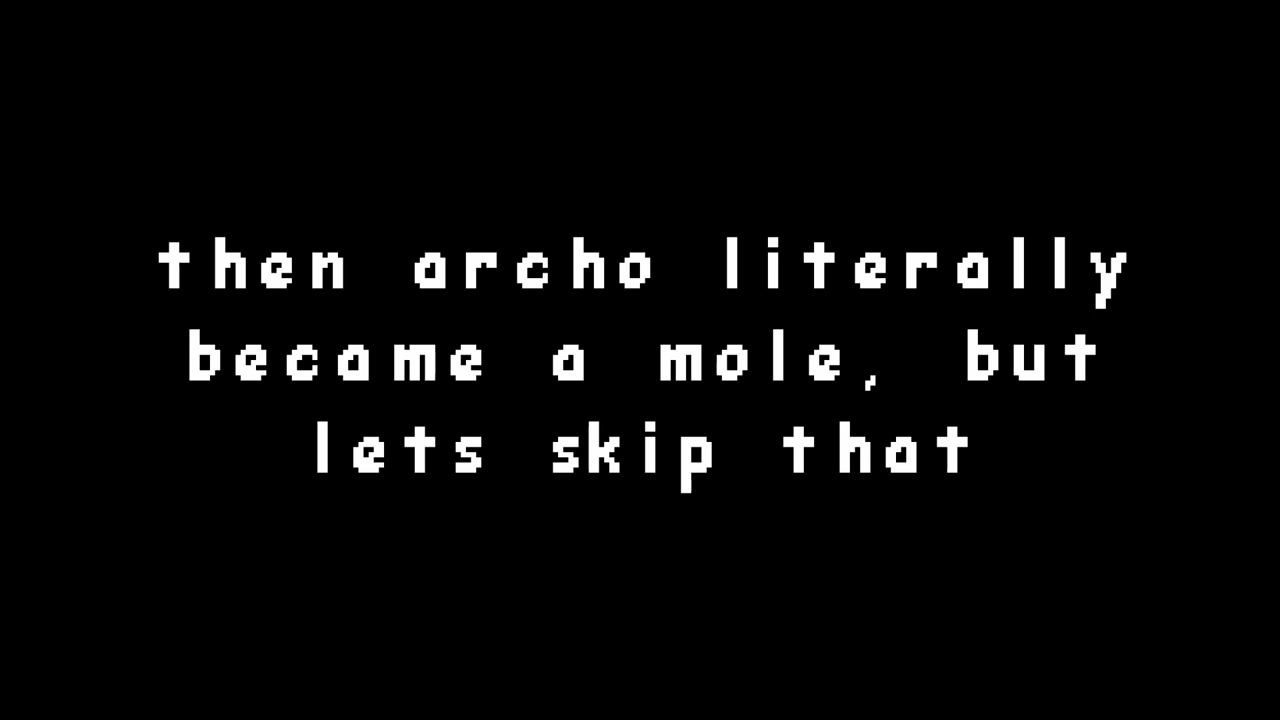 then archo literally
became a mole, but
lets skip that